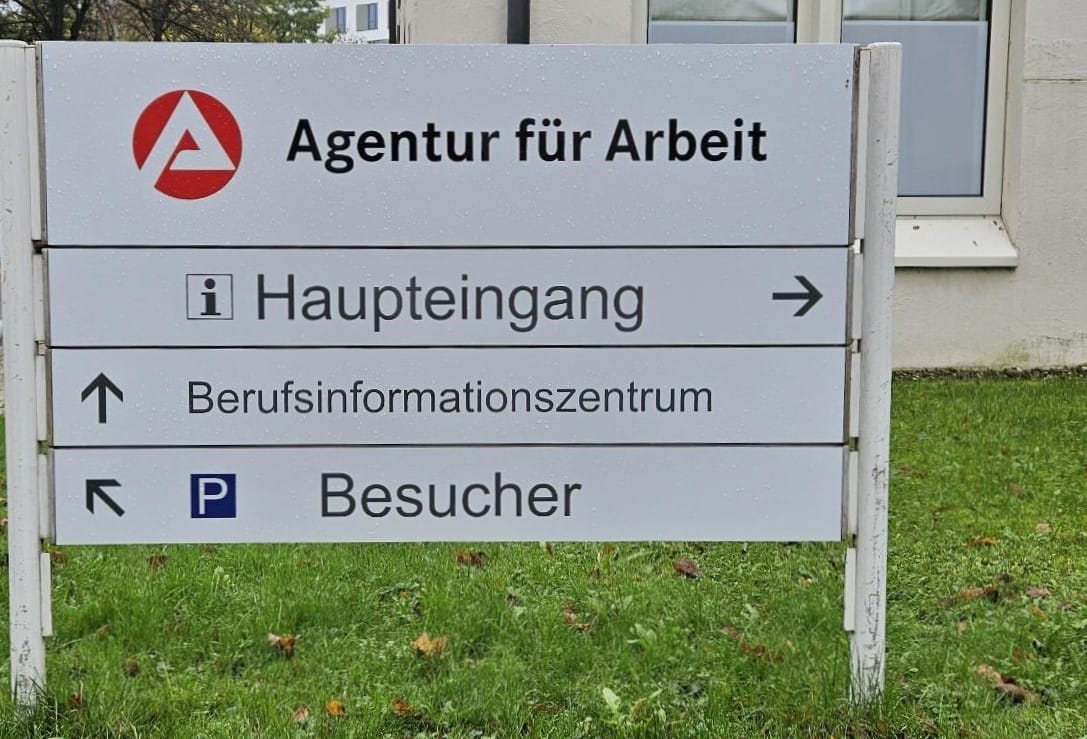 Agentur für Arbeit
i Haupteingang →
↑ Berufsinformationszentrum
↖ P Besucher